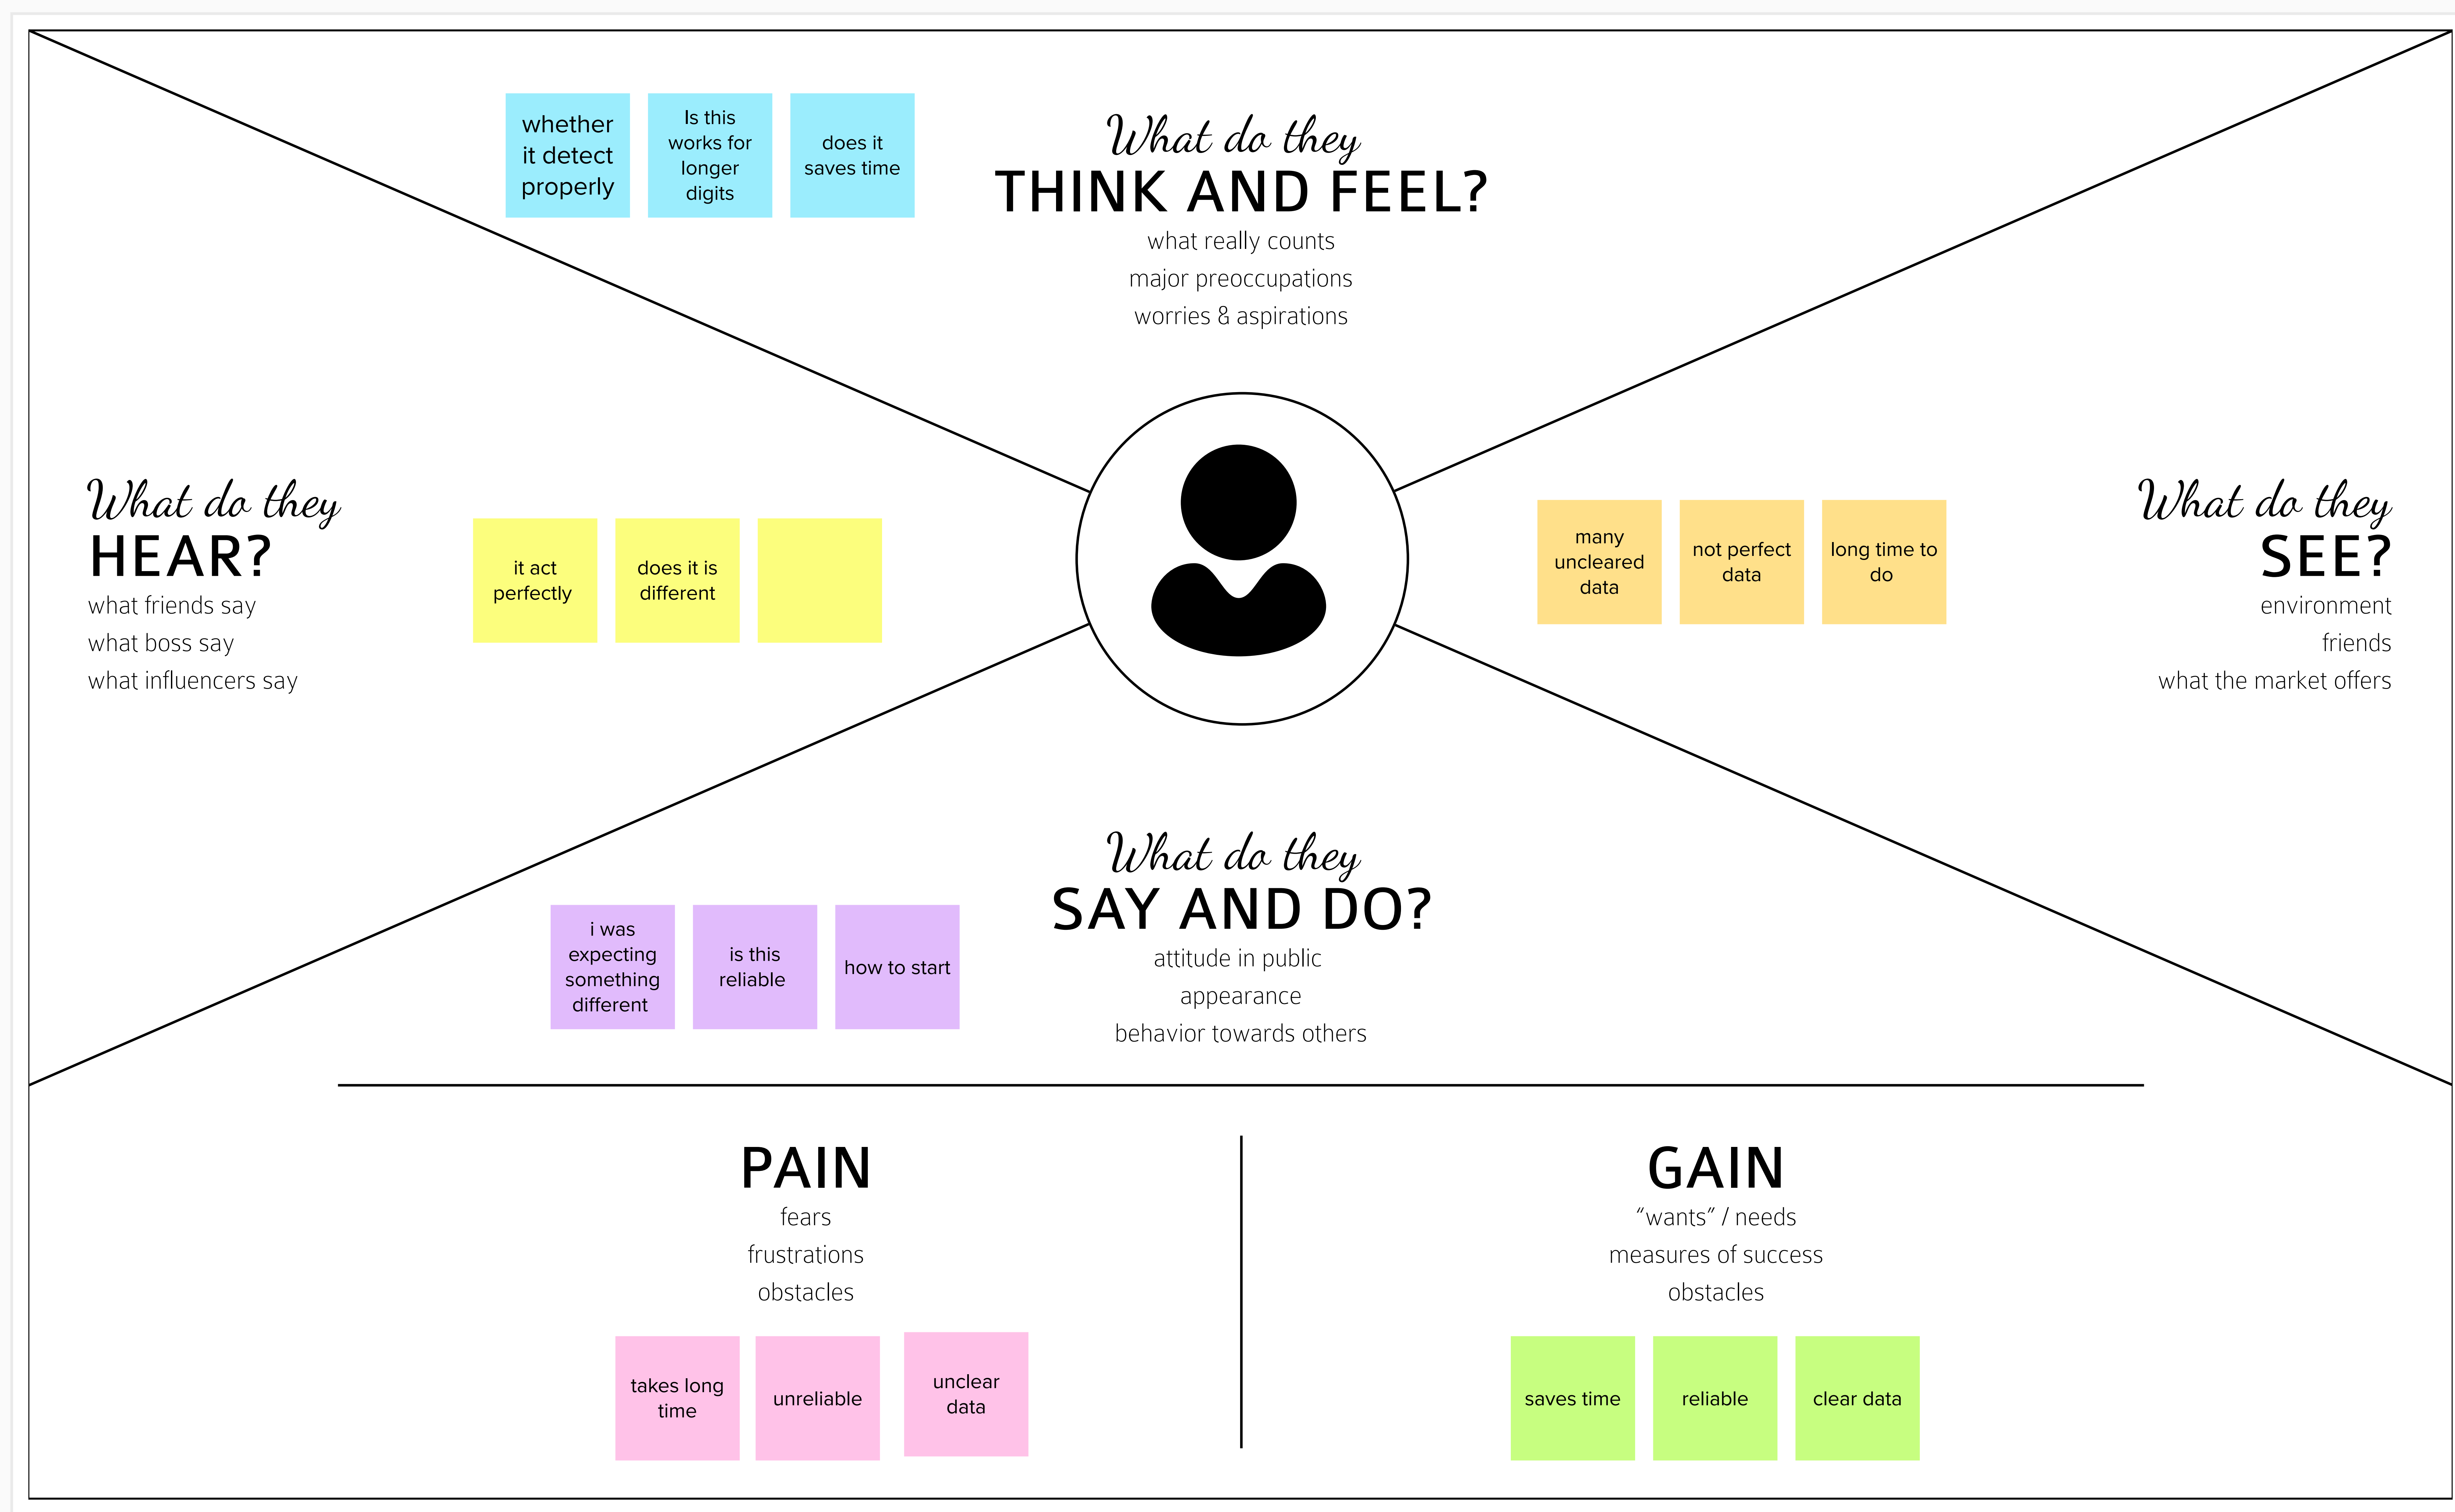 whether
it detect
properly
Is this
works for
longer
digits
does it
saves time
What do they
THINK AND FEEL?
what really counts
major preoccupations
worries & aspirations
What do they
HEAR?
what friends say
what boss say
what influencers say
it act
perfectly
does it is
different
many
uncleared
data
not perfect
data
long time to
do
What do they
SEE?
environment
friends
what the market offers
What do they
SAY AND DO?
attitude in public
appearance
behavior towards others
i was
expecting
something
different
is this
reliable
how to start
PAIN
fears
frustrations
obstacles
takes long
time
unreliable
unclear
data
GAIN
“wants” / needs
measures of success
obstacles
saves time
reliable
clear data